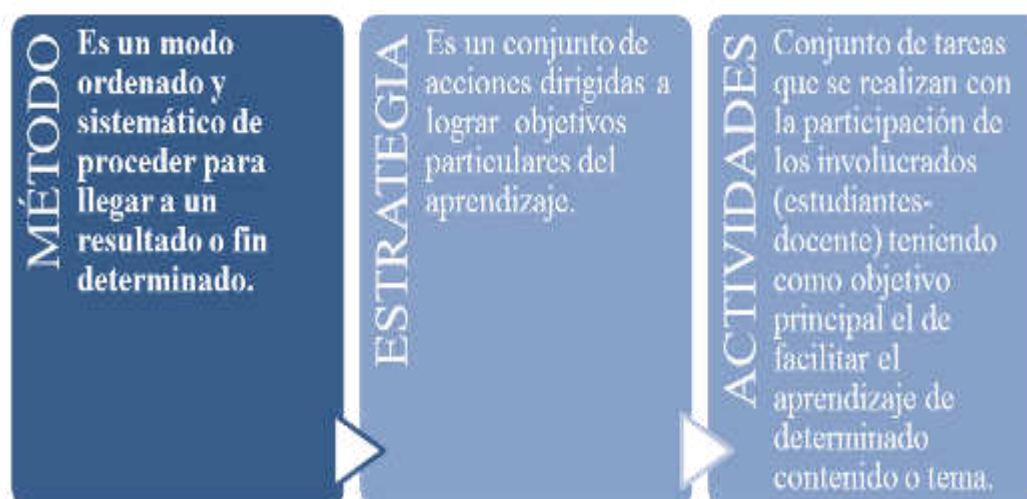 MÉTODO
Es un modo
ordenado y
sistemático de
proceder para
llegar a un
resultado o fin
determinado.
ESTRATEGIA
Es un conjunto de
acciones dirigidas a
lograr objetivos
particulares del
aprendizaje.
ACTIVIDADES
Conjunto de tareas
que se realizan con
la participación de
los involucrados
(estudiantes-
docente) teniendo
como objetivo
principal el de
facilitar el
aprendizaje de
determinado
contenido o tema.